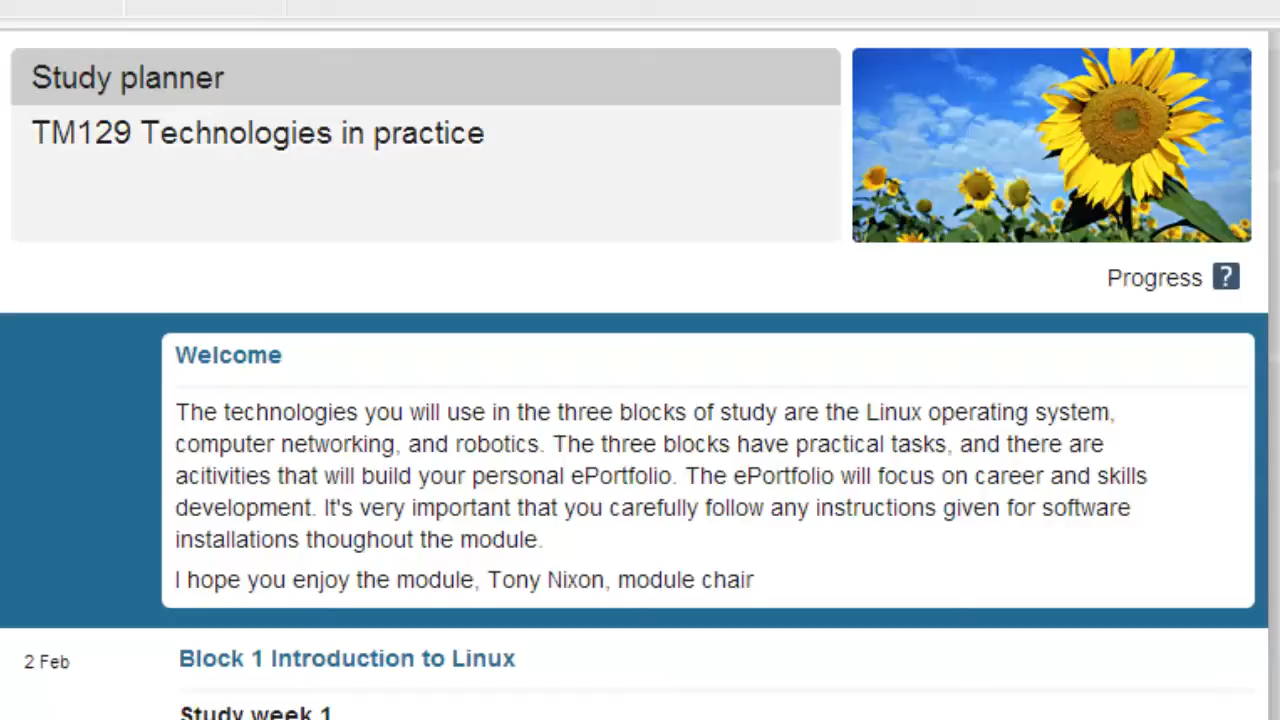 Study planner
TM129 Technologies in practice
Progress ?
Welcome
The technologies you will use in the three blocks of study are the Linux operating system,
computer networking, and robotics. The three blocks have practical tasks, and there are
acitivities that will build your personal ePortfolio. The ePortfolio will focus on career and skills
development. It's very important that you carefully follow any instructions given for software
installations thoughout the module.
I hope you enjoy the module, Tony Nixon, module chair
2 Feb
Block 1 Introduction to Linux
Study week 1